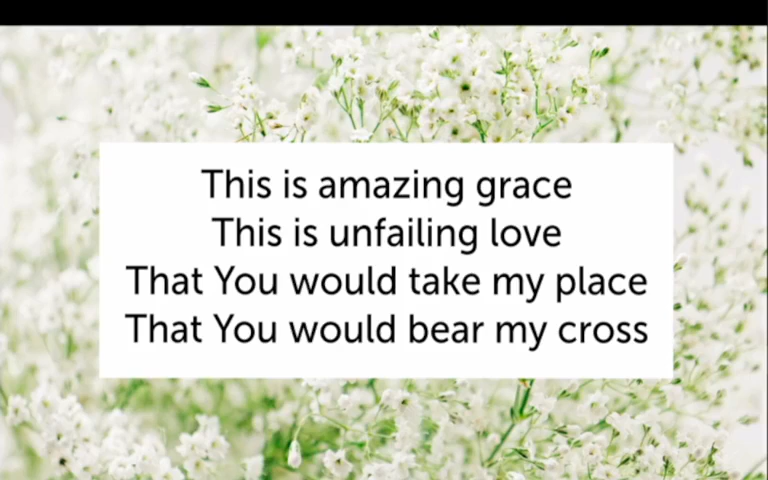 This is amazing grace
This is unfailing love
That You would take my place
That You would bear my cross